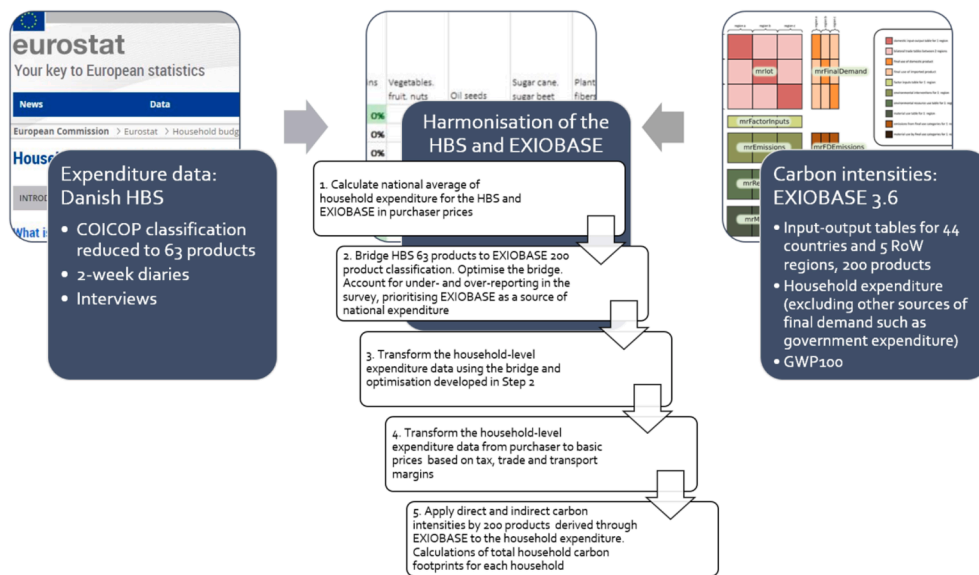 eurostat
Your key to European statistics
News Data
European Commission > Eurostat > Household budg
House
INTROD
What is
Expenditure data:
Danish HBS
• COICOP classification
reduced to 63 products
• 2-week diaries
• Interviews
Vegetables.
fruit. nuts
Oil seeds
Sugar cane.
sugar beet
Plant
fibers
0%
0%
Harmonisation of the
HBS and EXIOBASE
1. Calculate national average of
household expenditure for the HBS and
EXIOBASE in purchaser prices
2. Bridge HBS 63 products to EXIOBASE 200
product classification. Optimise the bridge.
Account for under- and over-reporting in the
survey, prioritising EXIOBASE as a source of
national expenditure
3. Transform the household-level
expenditure data using the bridge and
optimisation developed in Step 2
4. Transform the household-level
expenditure data from purchaser to basic
prices based on tax, trade and transport
margins
5. Apply direct and indirect carbon
intensities by 200 products derived through
EXIOBASE to the household expenditure.
Calculations of total household carbon
footprints for each household
mrIot
mrFinalDemand
mrFactorInputs
mrEmissions
mrFDEmissions
mrRe
mrM
Carbon intensities:
EXIOBASE 3.6
• Input-output tables for 44
countries and 5 RoW
regions, 200 products
• Household expenditure
(excluding other sources of
final demand such as
government expenditure)
• GWP100